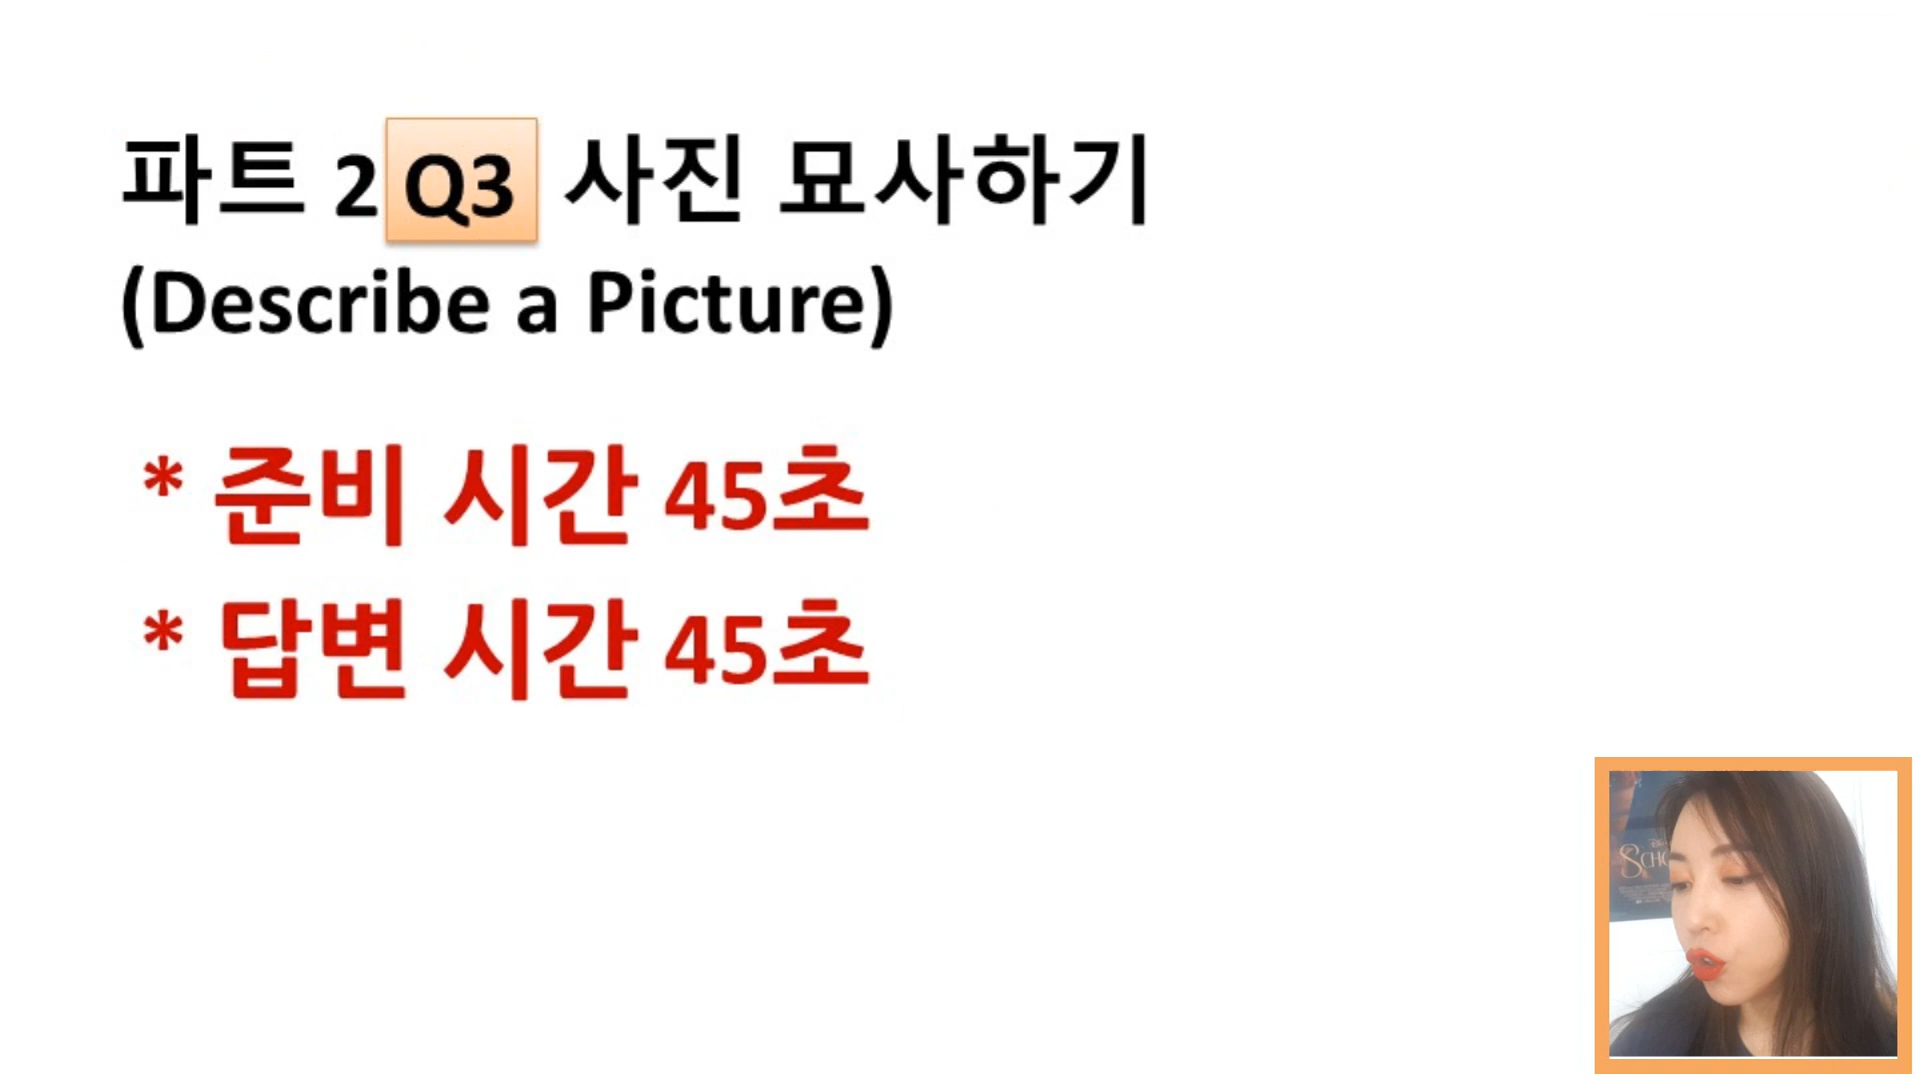 파트 2 Q3 사진 묘사하기
(Describe a Picture)
* 준비 시간 45초
* 답변 시간 45초